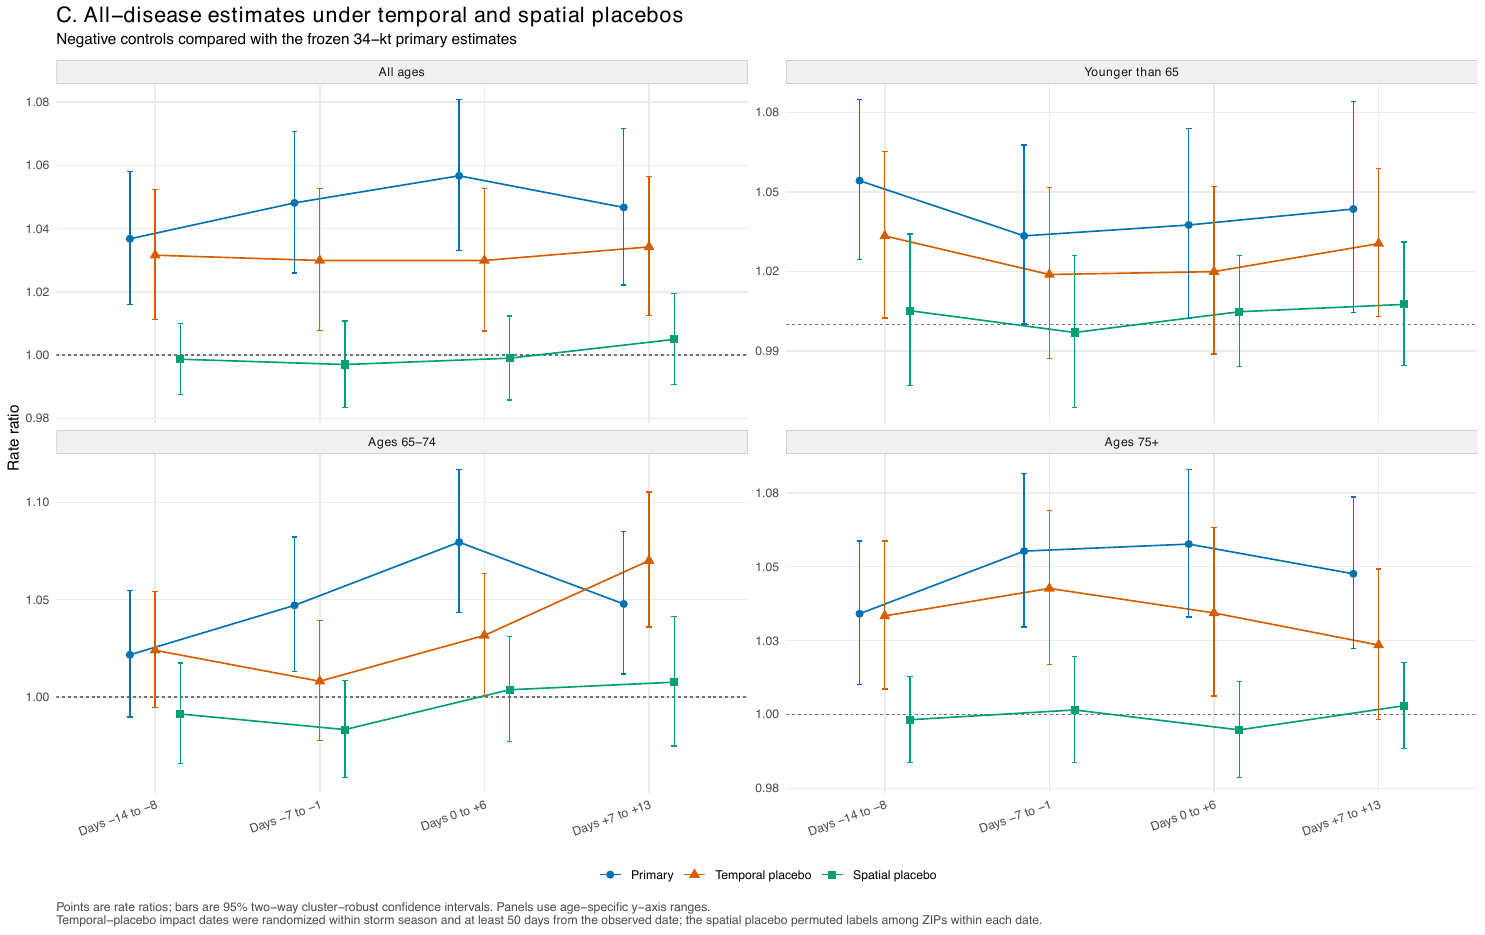 C. All−disease estimates under temporal and spatial placebos
Negative controls compared with the frozen 34−kt primary estimates
All ages
Younger than 65
1.08
1.06
1.04
1.02
1.00
0.98
1.08
1.05
1.02
0.99
Rate ratio
Ages 65−74
Ages 75+
1.10
1.05
1.00
1.08
1.05
1.03
1.00
0.98
Days −14 to −8
Days −7 to −1
Days 0 to +6
Days +7 to +13
Days −14 to −8
Days −7 to −1
Days 0 to +6
Days +7 to +13
Primary
Temporal placebo
Spatial placebo
Points are rate ratios; bars are 95% two−way cluster−robust confidence intervals. Panels use age−specific y−axis ranges.
Temporal−placebo impact dates were randomized within storm season and at least 50 days from the observed date; the spatial placebo permuted labels among ZIPs within each date.